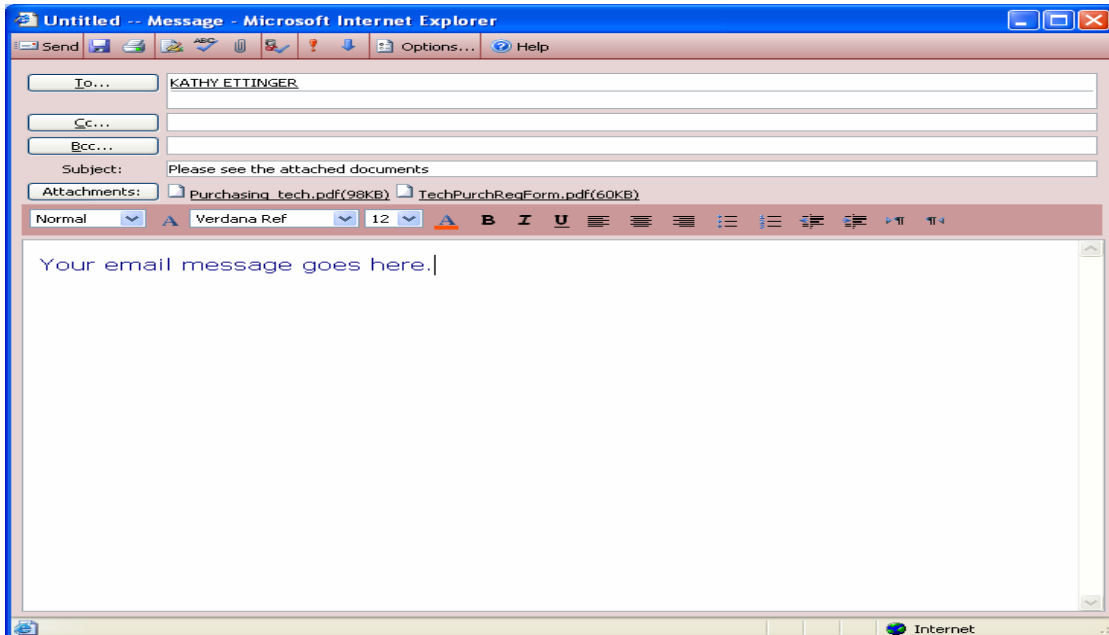 Untitled -- Message - Microsoft Internet Explorer
Send ABC Options... Help
To... KATHY ETTINGER
Cc...
Bcc...
Subject: Please see the attached documents
Attachments: Purchasing_tech.pdf(98KB) TechPurchReqForm.pdf(60KB)
Normal A Verdana Ref 12 A B I U
Your email message goes here.
Internet